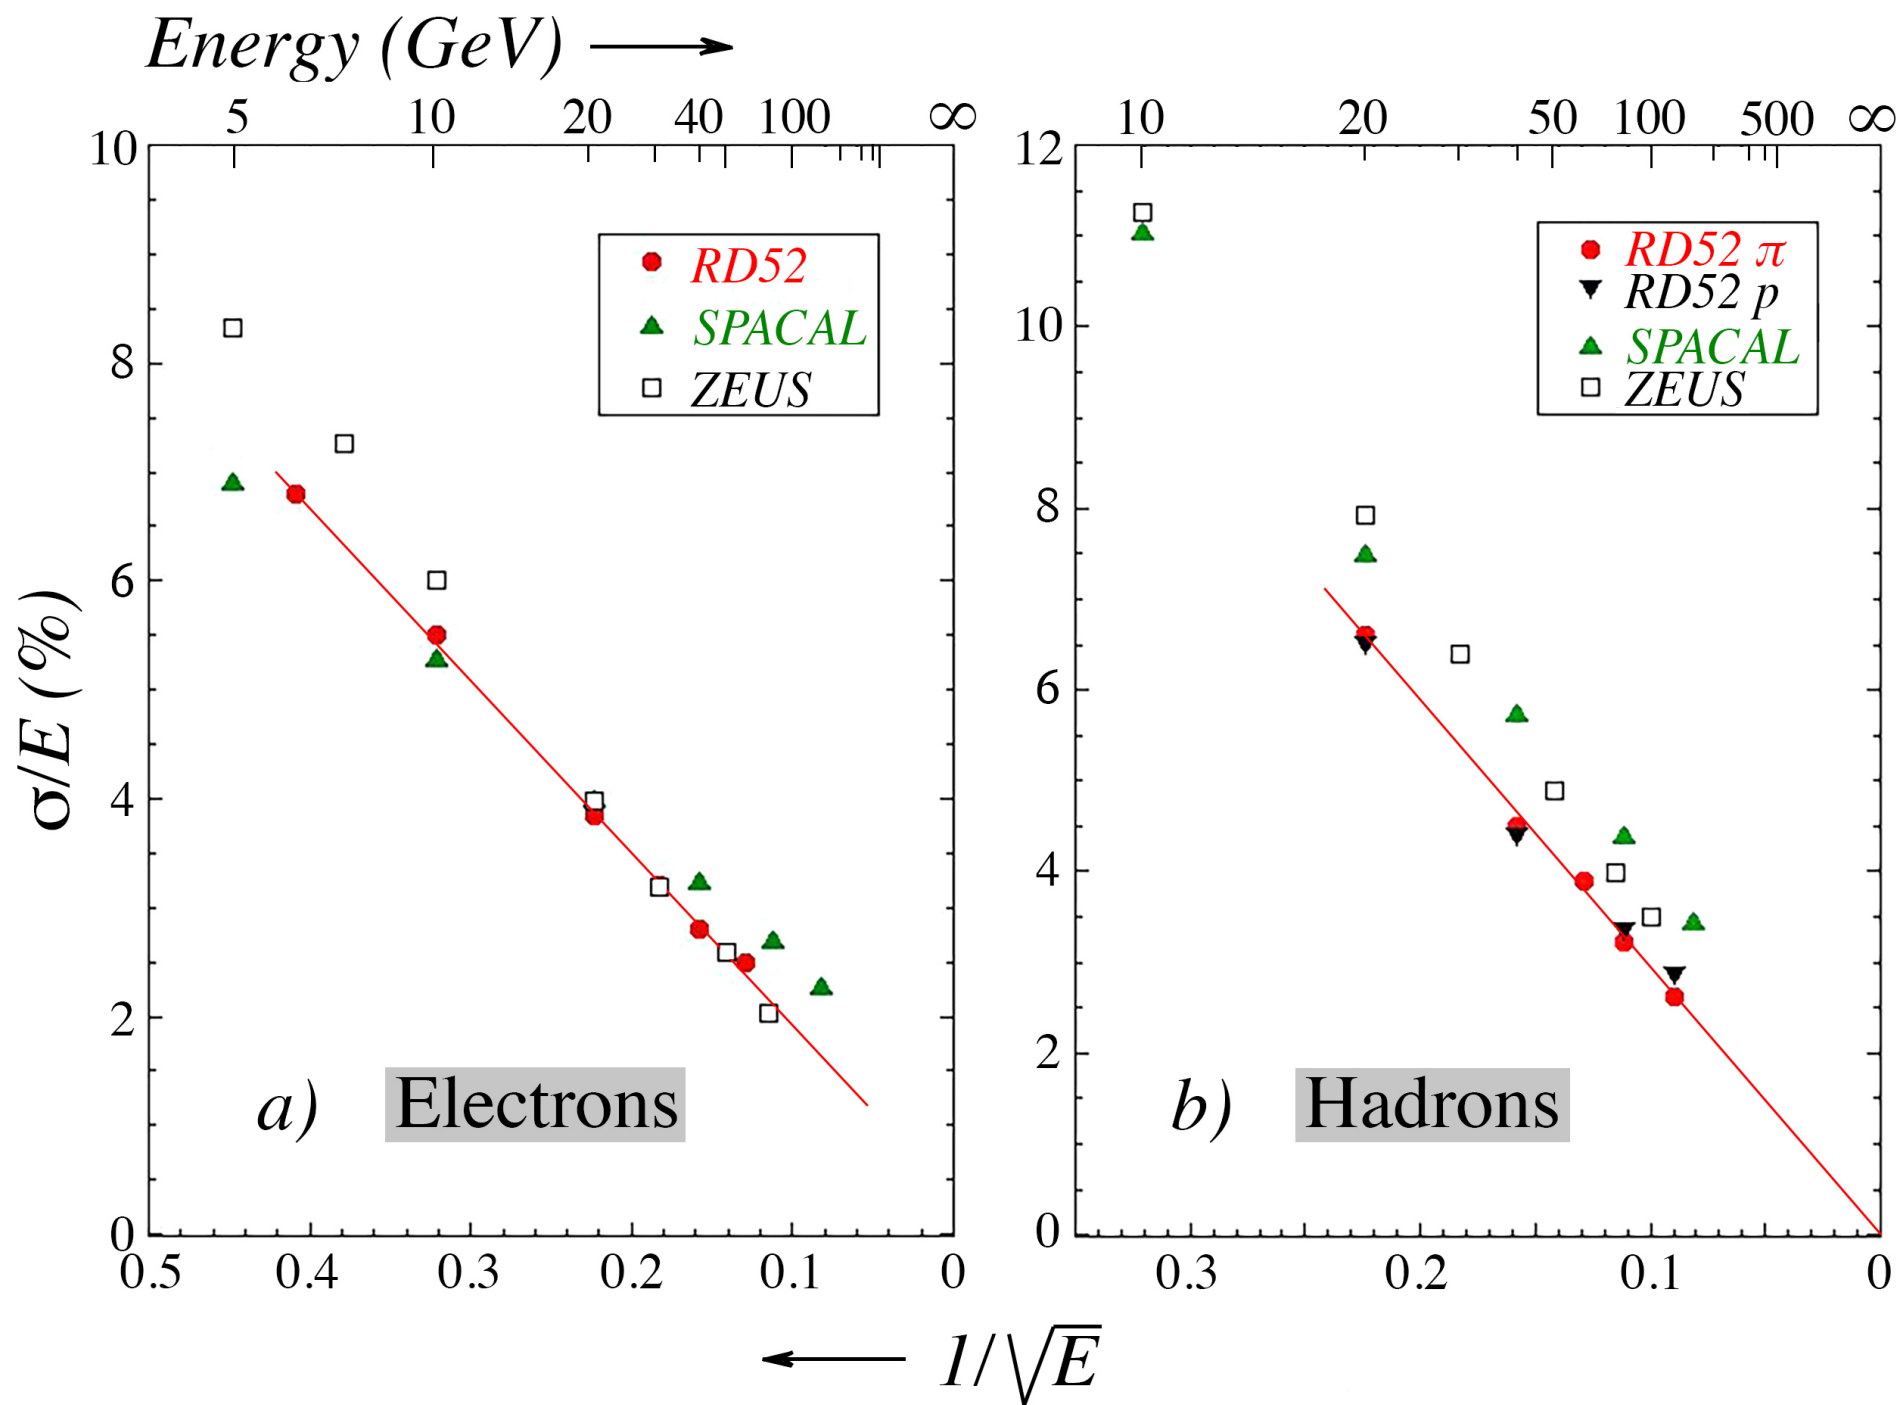 Energy (GeV)
5 10 20 40 100 ∞
10
8
6
4
2
0
σ/E (%)
RD52
SPACAL
ZEUS
a) Electrons
0.5 0.4 0.3 0.2 0.1 0
10 20 50 100 500 ∞
12
10
8
6
4
2
0
RD52 π
RD52 p
SPACAL
ZEUS
b) Hadrons
0.3 0.2 0.1 0
1/√E